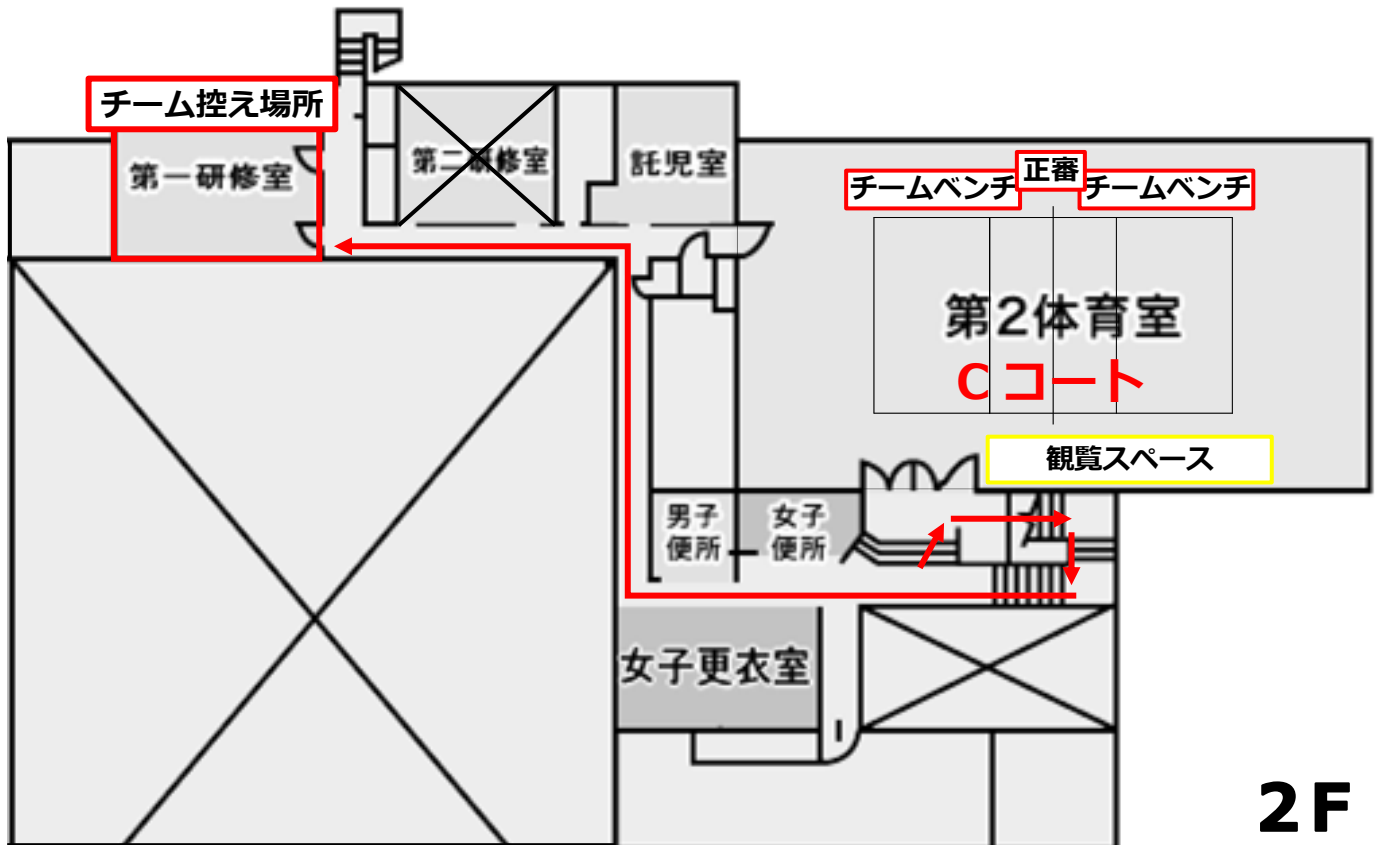 チーム控え場所
第一研修室
第二研修室
託児室
正審
チームベンチ
チームベンチ
第2体育室
Cコート
観覧スペース
男子
便所
女子
便所
女子更衣室
2F